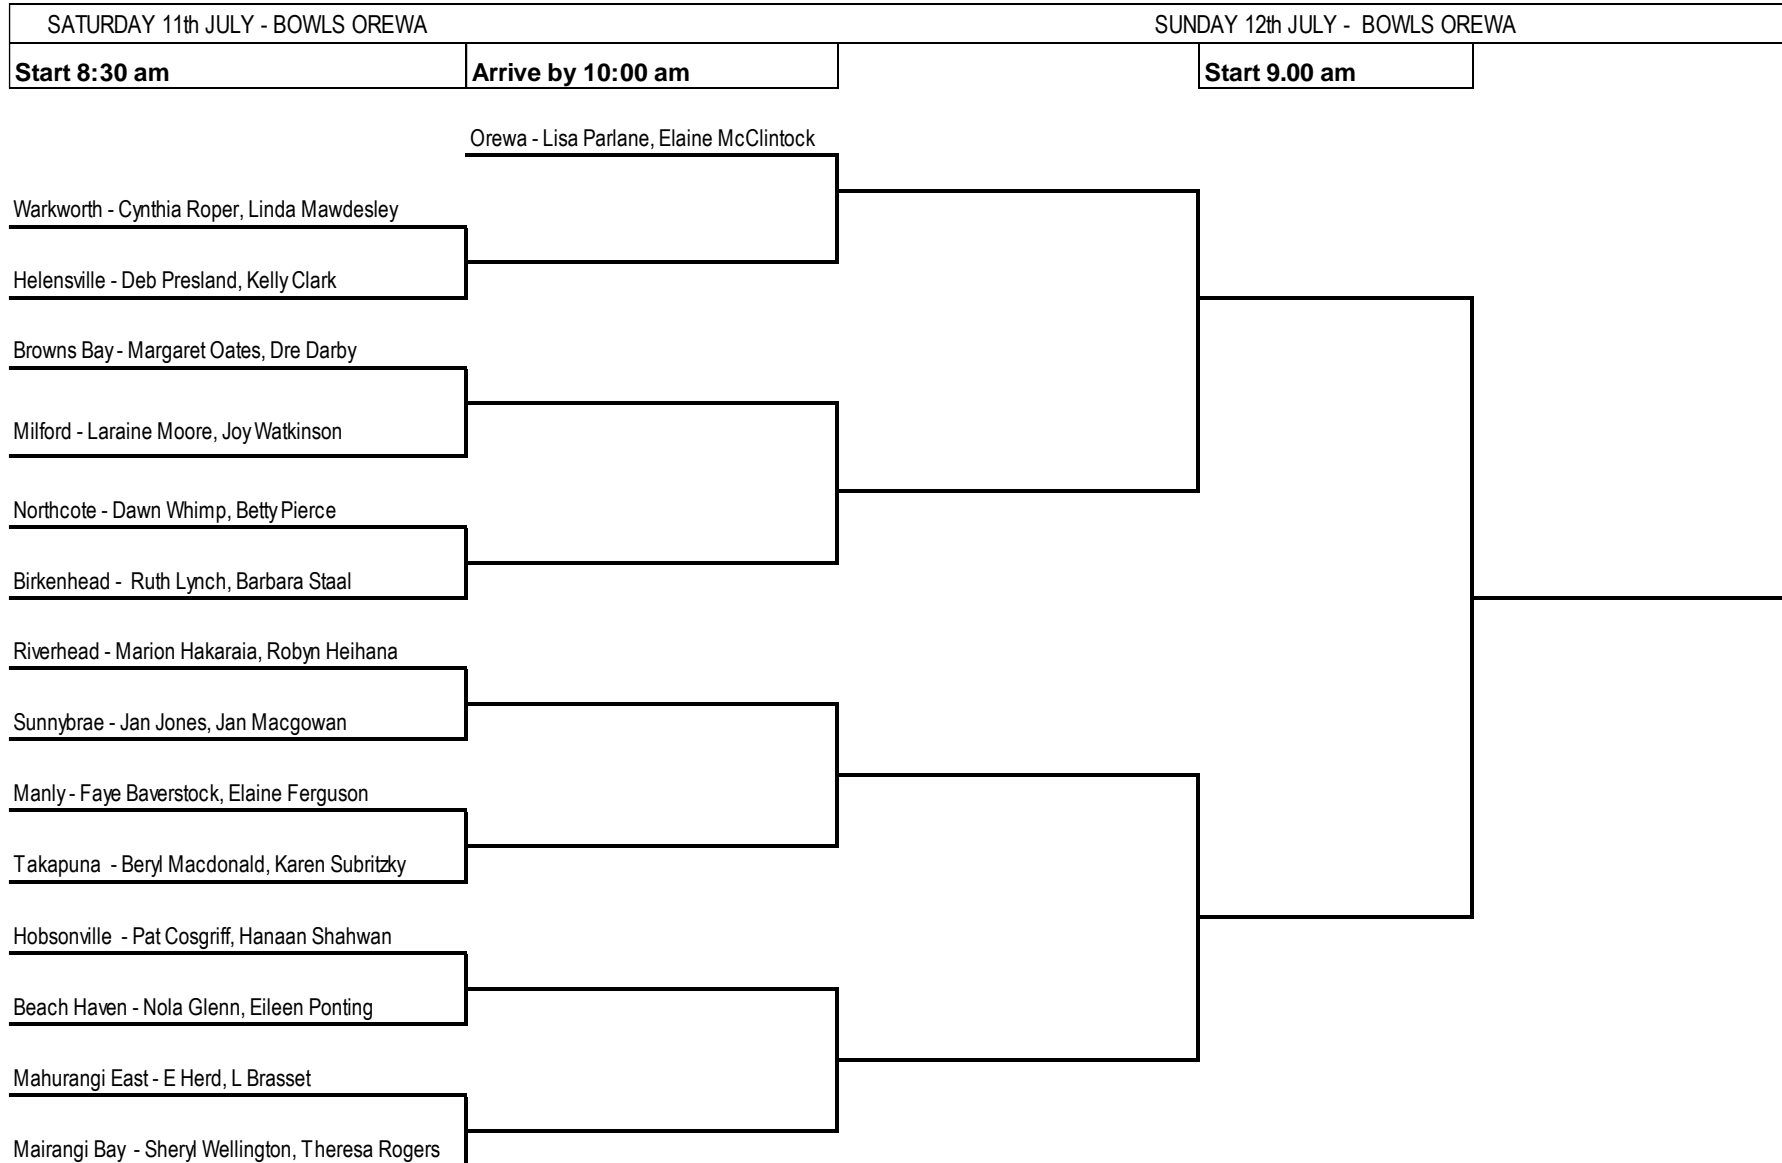 SATURDAY 11th JULY - BOWLS OREWA
SUNDAY 12th JULY - BOWLS OREWA
Start 8:30 am
Arrive by 10:00 am
Start 9.00 am
Orewa - Lisa Parlane, Elaine McClintock
Warkworth - Cynthia Roper, Linda Mawdesley
Helensville - Deb Presland, Kelly Clark
Browns Bay - Margaret Oates, Dre Darby
Milford - Laraine Moore, Joy Watkinson
Northcote - Dawn Whimp, Betty Pierce
Birkenhead - Ruth Lynch, Barbara Staal
Riverhead - Marion Hakaraia, Robyn Heihana
Sunnybrae - Jan Jones, Jan Macgowan
Manly - Faye Baverstock, Elaine Ferguson
Takapuna - Beryl Macdonald, Karen Subritzky
Hobsonville - Pat Cosgriff, Hanaan Shahwan
Beach Haven - Nola Glenn, Eileen Ponting
Mahurangi East - E Herd, L Brasset
Mairangi Bay - Sheryl Wellington, Theresa Rogers